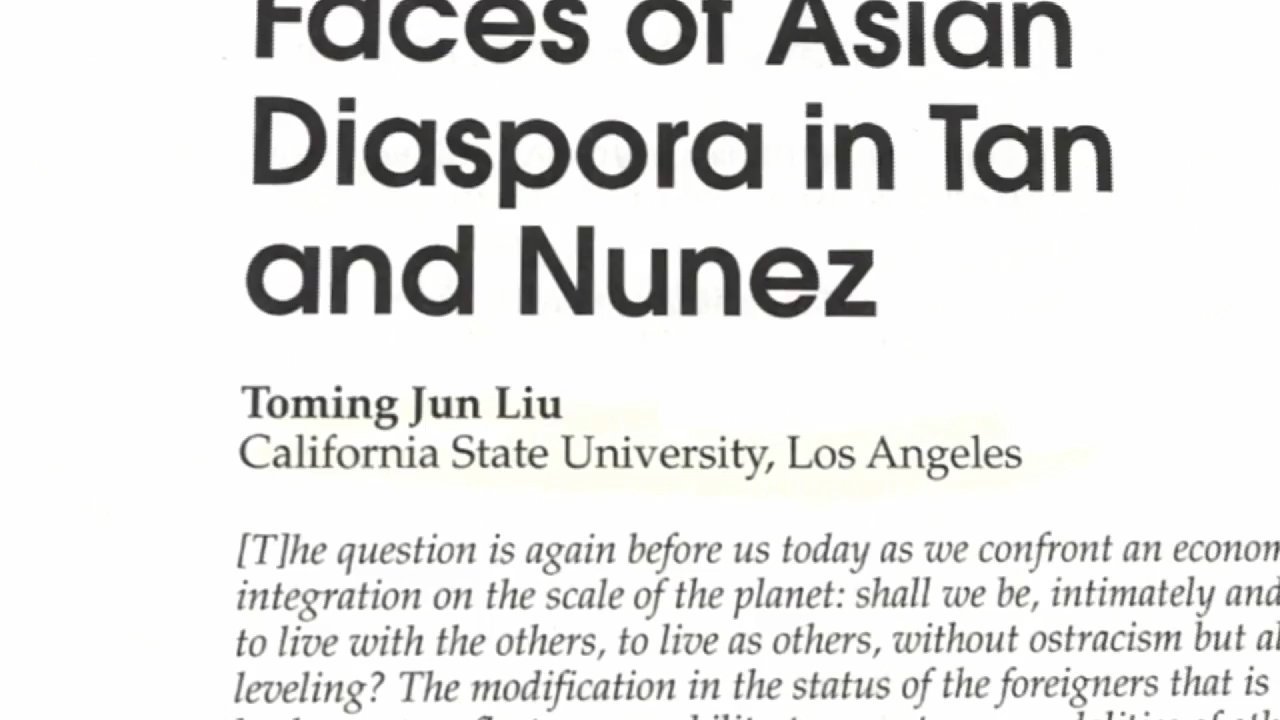 Faces of Asian
Diaspora in Tan
and Nunez
Toming Jun Liu
California State University, Los Angeles
[T]he question is again before us today as we confront an econom
integration on the scale of the planet: shall we be, intimately and
to live with the others, to live as others, without ostracism but al
leveling? The modification in the status of the foreigners that is